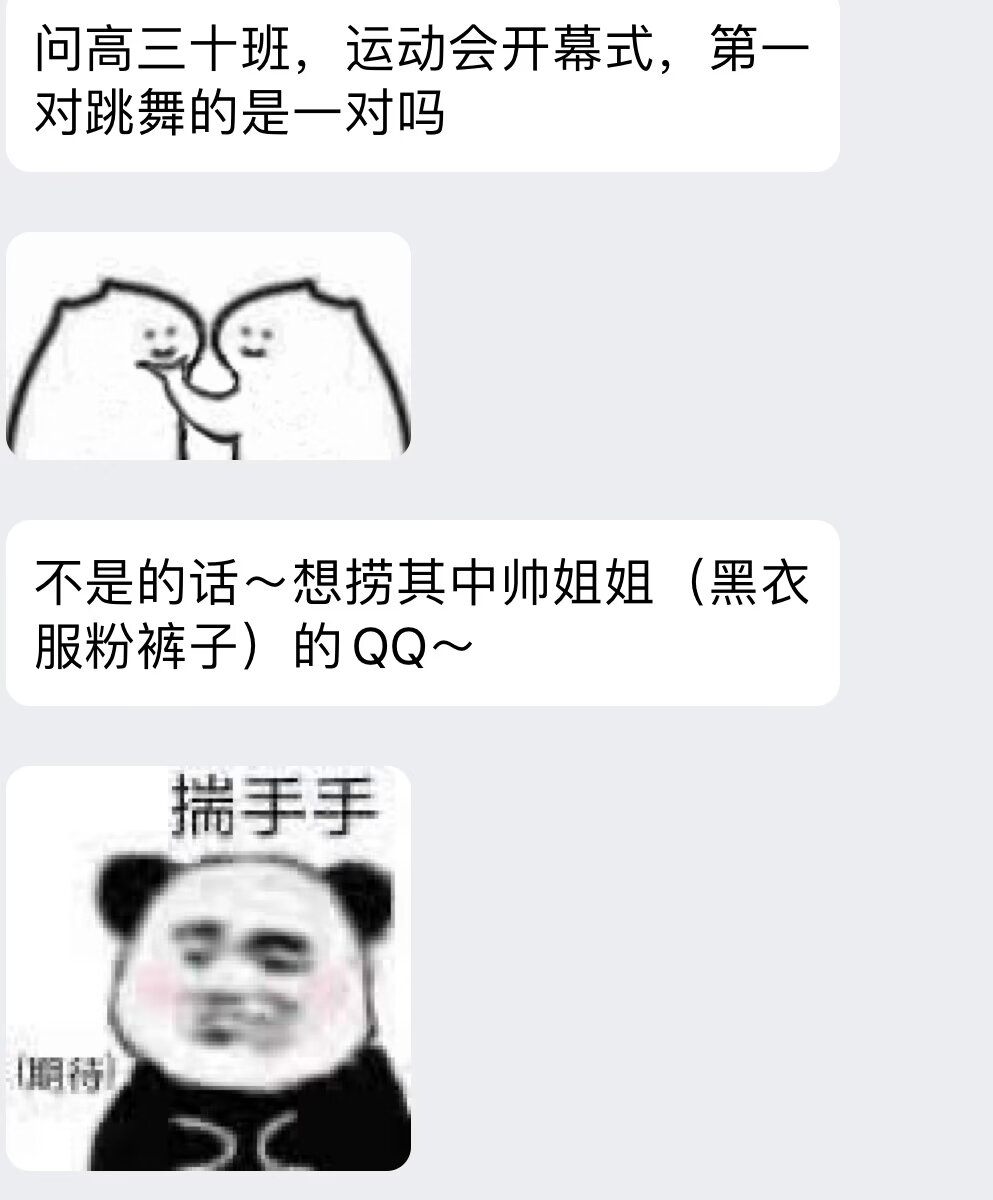 问高三十班，运动会开幕式，第一
对跳舞的是一对吗
不是的话～想捞其中帅姐姐（黑衣
服粉裤子）的QQ～
揣手手
(期待)